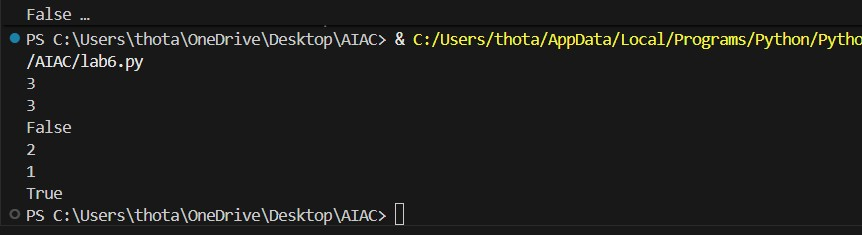 False …
PS C:\Users\thota\OneDrive\Desktop\AIAC> & C:/Users/thota/AppData/Local/Programs/Python/Pytho
/AIAC/lab6.py
3
3
False
2
1
True
PS C:\Users\thota\OneDrive\Desktop\AIAC>